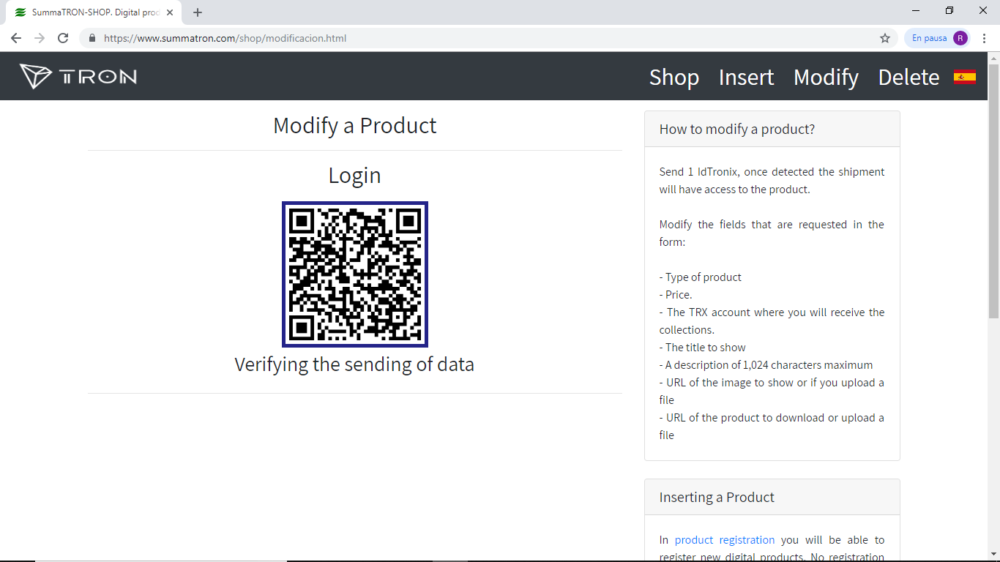 SummaTRON-SHOP. Digital prod
https://www.summatron.com/shop/modificacion.html
En pausa R
TRON
Shop Insert Modify Delete
Modify a Product
Login
Verifying the sending of data
How to modify a product?
Send 1 IdTronix, once detected the shipment
will have access to the product.
Modify the fields that are requested in the
form:
- Type of product
- Price.
- The TRX account where you will receive the
collections.
- The title to show
- A description of 1,024 characters maximum
- URL of the image to show or if you upload a
file
- URL of the product to download or upload a
file
Inserting a Product
In product registration you will be able to
register new digital products. No registration